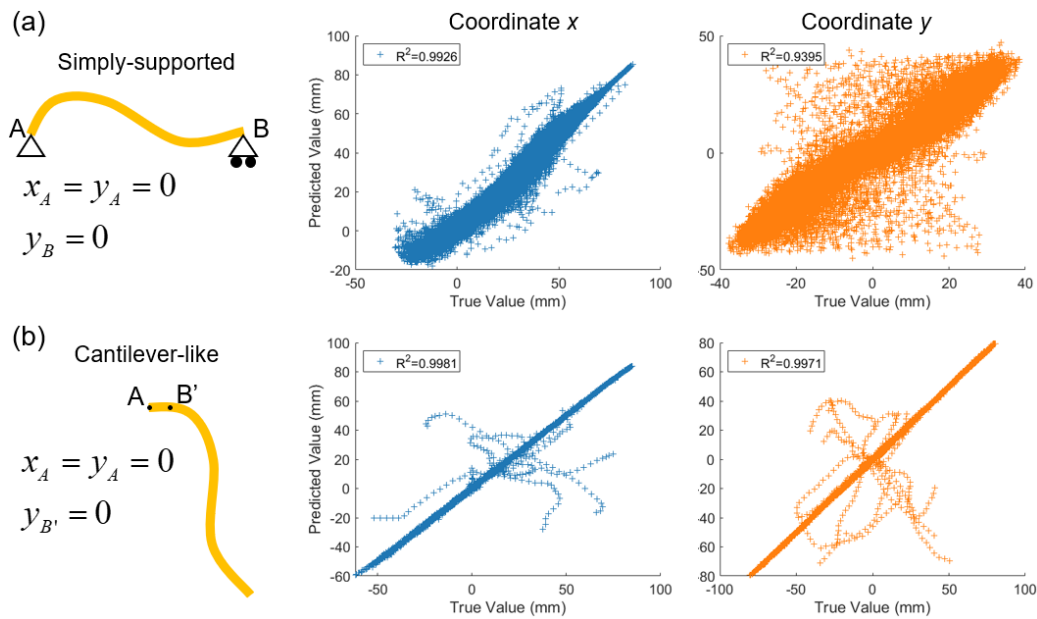 (a)
Simply-supported
A
B
x_A = y_A = 0
y_B = 0
Coordinate x
R²=0.9926
Predicted Value (mm)
100
80
60
40
20
0
-20
-50
0
50
100
True Value (mm)
Coordinate y
R²=0.9395
50
0
-50
-40
-20
0
20
40
True Value (mm)
(b)
Cantilever-like
A
B'
x_A = y_A = 0
y_B' = 0
R²=0.9981
Predicted Value (mm)
100
80
60
40
20
0
-20
-40
-60
-50
0
50
100
True Value (mm)
R²=0.9971
80
60
40
20
0
-20
-40
-60
-80
-100
-50
0
50
100
True Value (mm)